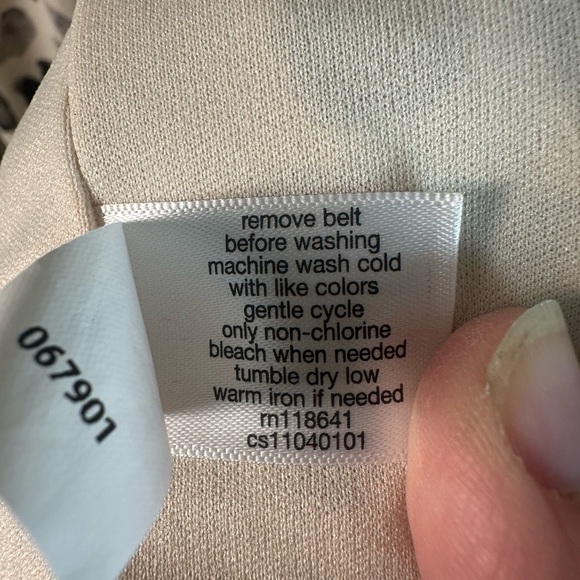 remove belt
before washing
machine wash cold
with like colors
gentle cycle
only non-chlorine
bleach when needed
tumble dry low
warm iron if needed
rn118641
cs11040101
067901